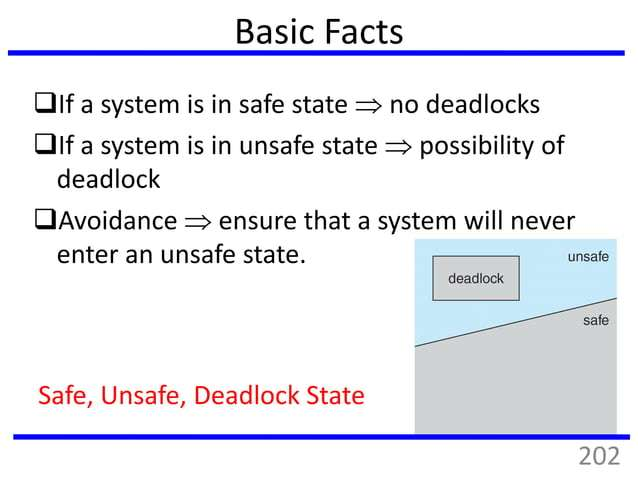 Basic Facts
❑If a system is in safe state ⇒ no deadlocks
❑If a system is in unsafe state ⇒ possibility of
deadlock
❑Avoidance ⇒ ensure that a system will never
enter an unsafe state.
unsafe
deadlock
safe
Safe, Unsafe, Deadlock State
202